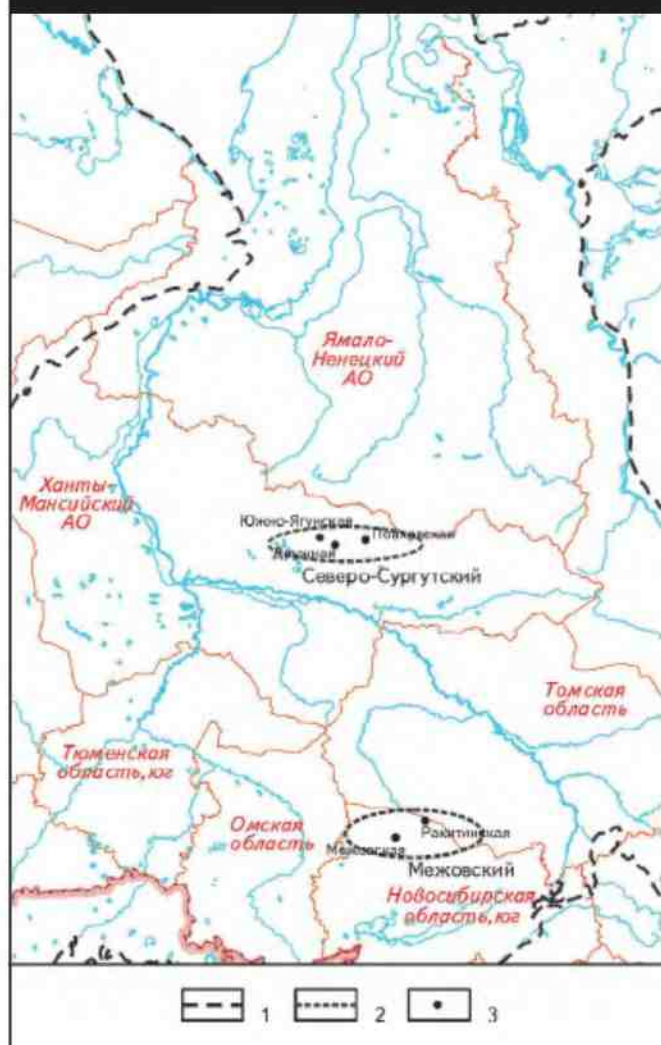 Ямало-
Ненецкий
АО
Ханты-
Мансийский
АО
Южно-Ягунская
Северо-Сургутский
Томская
область
Тюменская
область, юг
Омская
область
Ракитинская
Межовская
Межовский
Новосибирская
область, юг
1 2 3